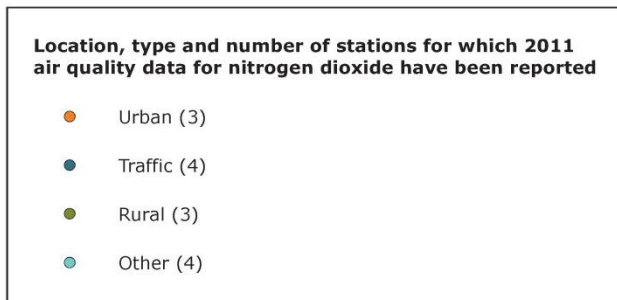 Location, type and number of stations for which 2011
air quality data for nitrogen dioxide have been reported
Urban (3)
Traffic (4)
Rural (3)
Other (4)